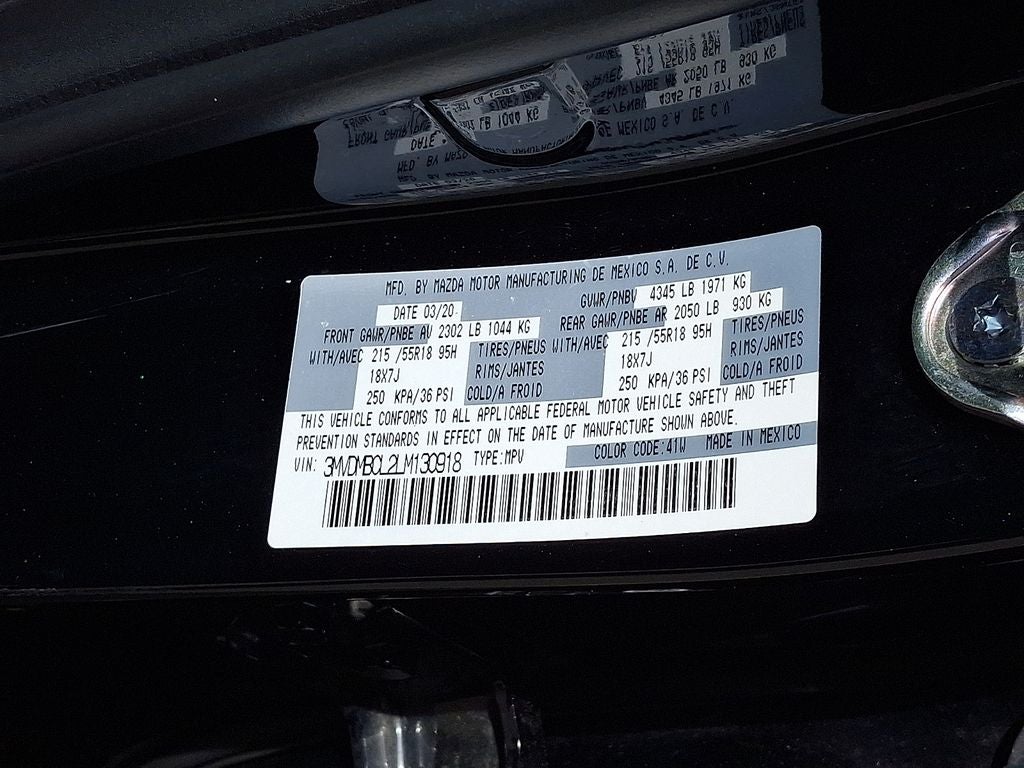 MFD. BY MAZDA MOTOR MANUFACTURING DE MEXICO S.A. DE C.V.
DATE 03/20 GVWR/PNBV 4345 LB 1971 KG
FRONT GAWR/PNBE AV 2302 LB 1044 KG REAR GAWR/PNBE AR 2050 LB 930 KG
WITH/AVEC 215 /55R18 95H TIRES/PNEUS WITH/AVEC 215 /55R18 95H TIRES/PNEUS
18X7J RIMS/JANTES 18X7J RIMS/JANTES
250 KPA/36 PSI COLD/A FROID 250 KPA/36 PSI COLD/A FROID
THIS VEHICLE CONFORMS TO ALL APPLICABLE FEDERAL MOTOR VEHICLE SAFETY AND THEFT
PREVENTION STANDARDS IN EFFECT ON THE DATE OF MANUFACTURE SHOWN ABOVE.
VIN: 3MVDMBCL2LM130918 TYPE:MPV COLOR CODE:41W MADE IN MEXICO